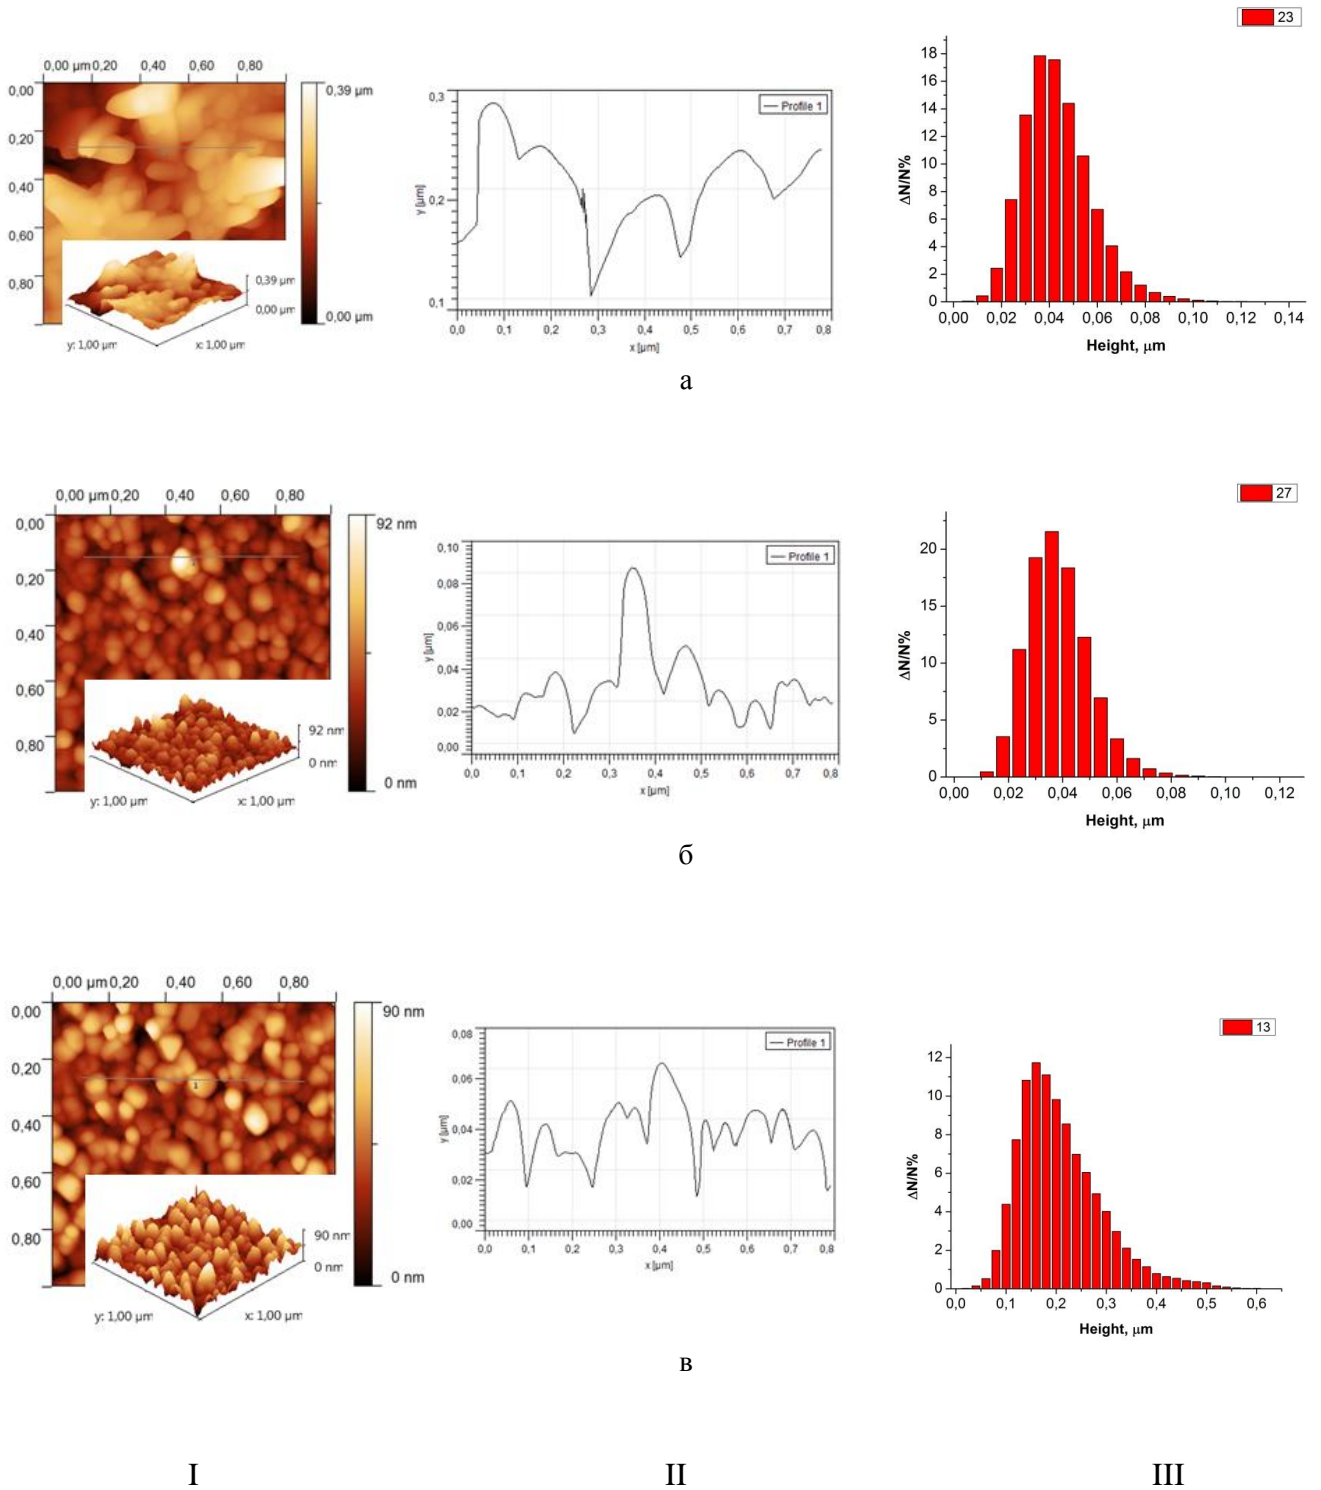 0,00 µm 0,20 0,40 0,60 0,80
0,00
0,20
0,40
0,60
0,80
0,39 µm
0,00 µm
0,39 µm
0,00 µm
y: 1,00 µm
x: 1,00 µm
0,3
0,2
0,1
y [µm]
Profile 1
0,0 0,1 0,2 0,3 0,4 0,5 0,6 0,7 0,8
x [µm]
23
18
16
14
12
10
8
6
4
2
0
ΔN/N%
0,00 0,02 0,04 0,06 0,08 0,10 0,12 0,14
Height, µm
а
0,00 µm 0,20 0,40 0,60 0,80
0,00
0,20
0,40
0,60
0,80
92 nm
0 nm
92 nm
0 nm
y: 1,00 µm
x: 1,00 µm
0,10
0,08
0,06
0,04
0,02
0,00
y [µm]
Profile 1
0,0 0,1 0,2 0,3 0,4 0,5 0,6 0,7 0,8
x [µm]
27
20
15
10
5
0
ΔN/N%
0,00 0,02 0,04 0,06 0,08 0,10 0,12
Height, µm
б
0,00 µm 0,20 0,40 0,60 0,80
0,00
0,20
0,40
0,60
0,80
90 nm
0 nm
90 nm
0 nm
y: 1,00 µm
x: 1,00 µm
0,08
0,06
0,04
0,02
0,00
y [µm]
Profile 1
0,0 0,1 0,2 0,3 0,4 0,5 0,6 0,7 0,8
x [µm]
13
12
10
8
6
4
2
0
ΔN/N%
0,0 0,1 0,2 0,3 0,4 0,5 0,6
Height, µm
в
I II III